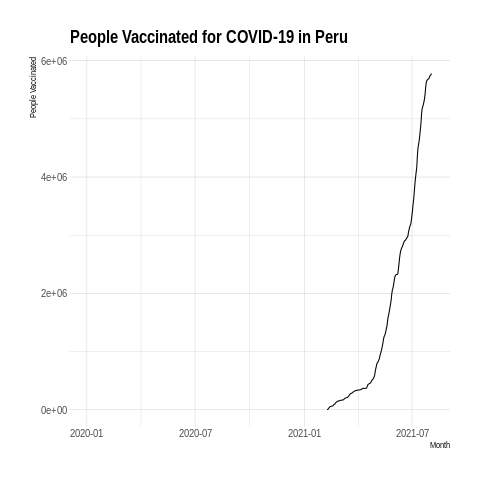 People Vaccinated for COVID-19 in Peru
People Vaccinated
6e+06
4e+06
2e+06
0e+00
2020-01 2020-07 2021-01 2021-07
Month